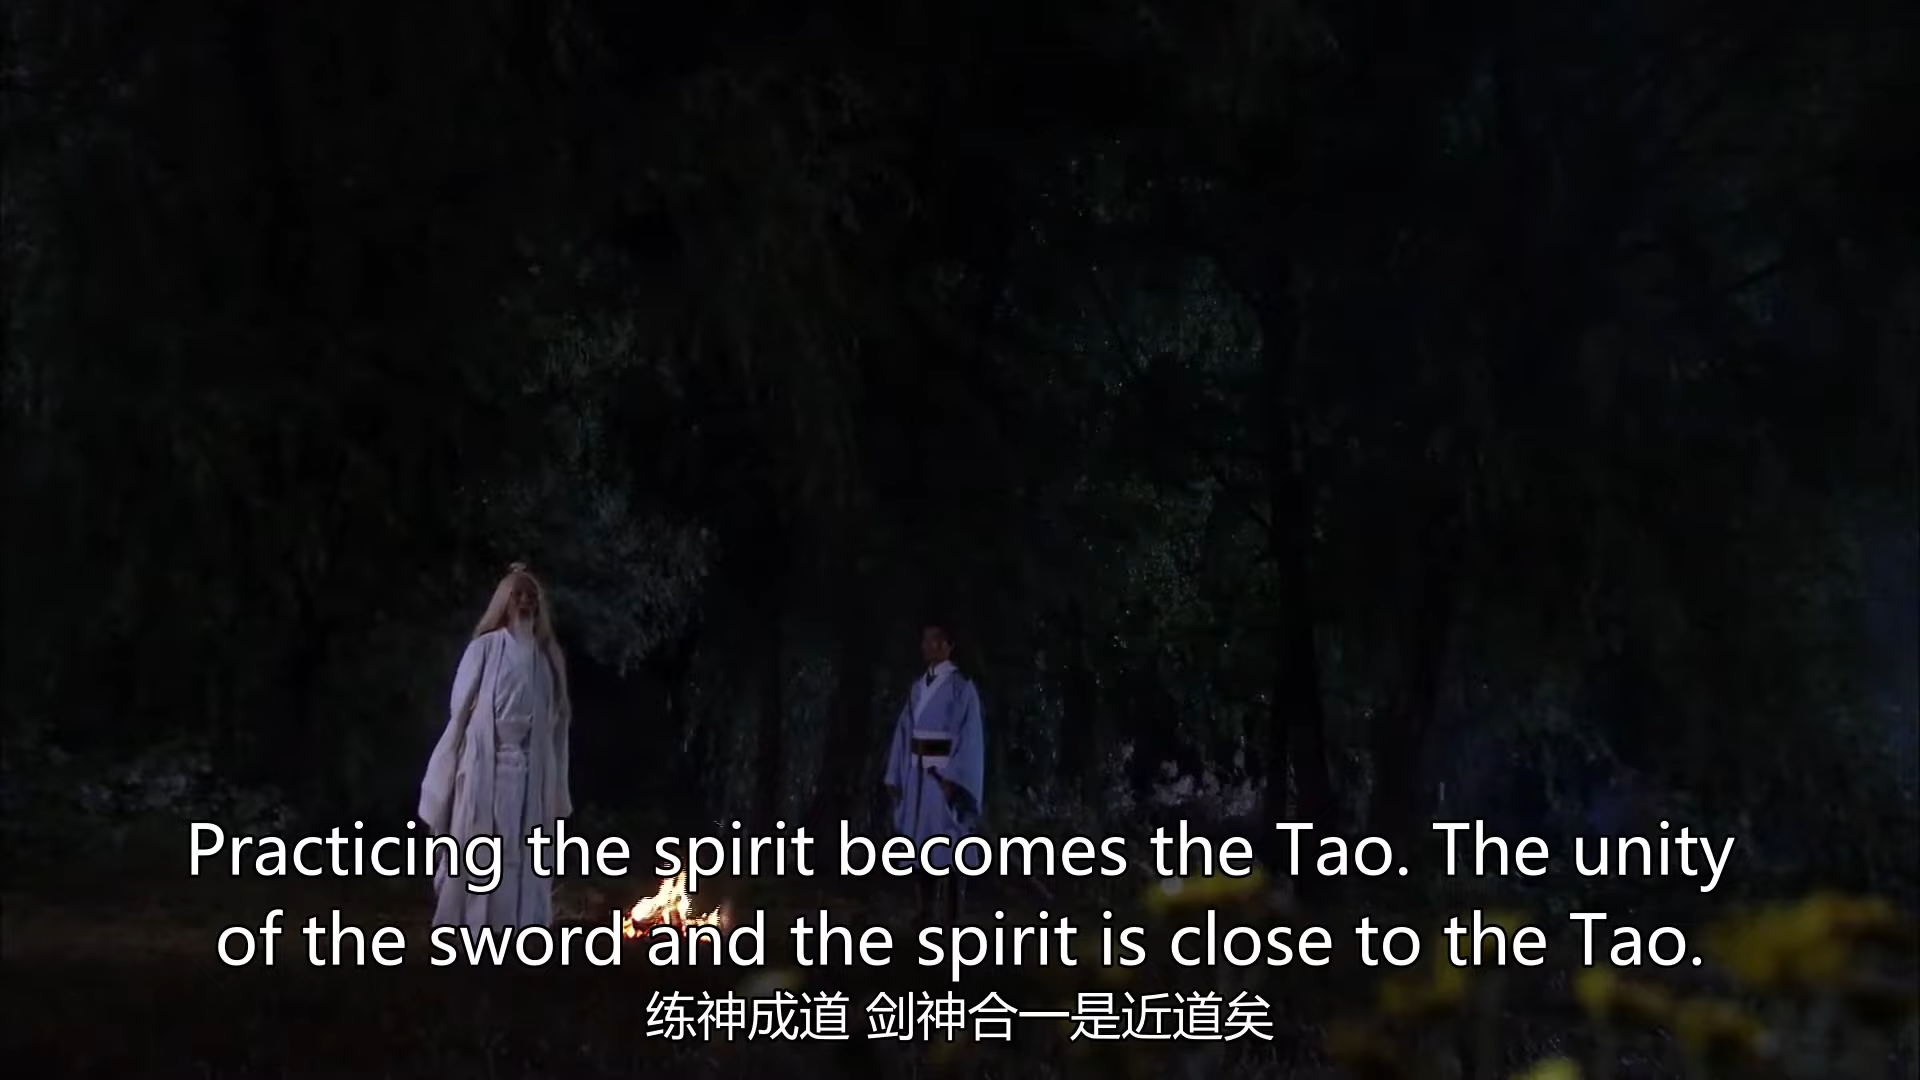 Practicing the spirit becomes the Tao. The unity
of the sword and the spirit is close to the Tao.
练神成道 剑神合一是近道矣